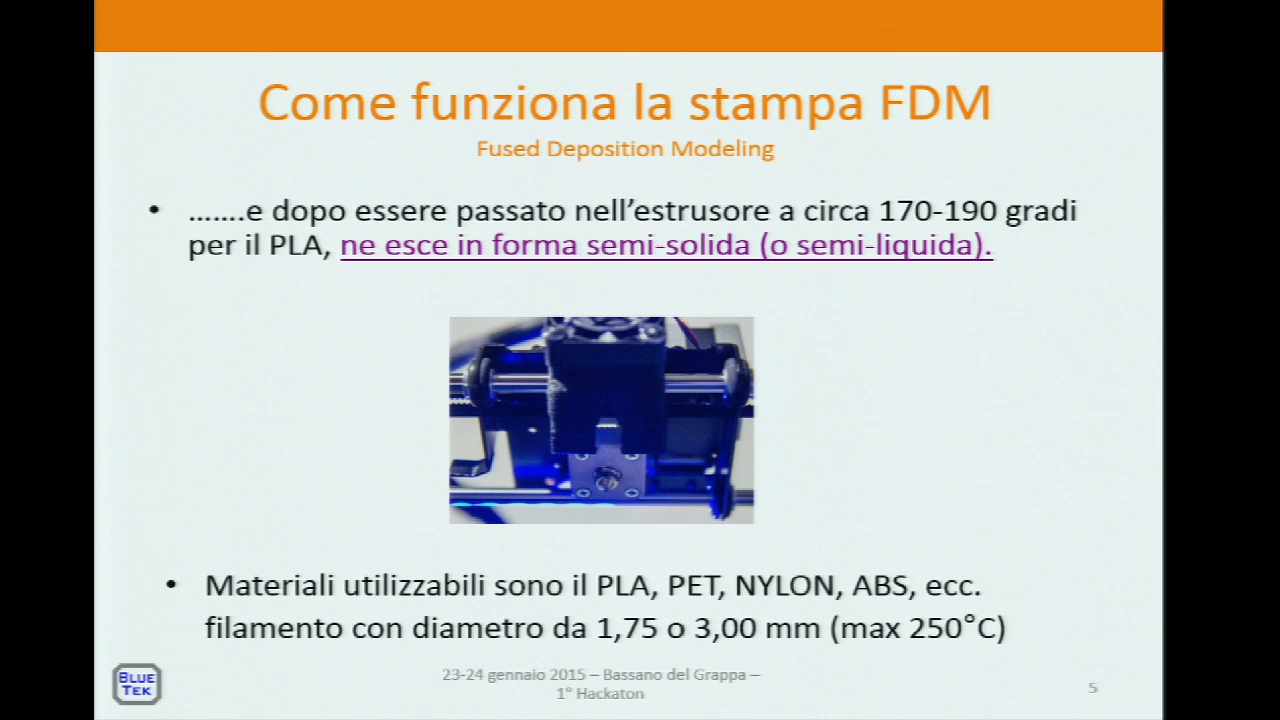 Come funziona la stampa FDM
Fused Deposition Modeling
• …….e dopo essere passato nell’estrusore a circa 170-190 gradi
per il PLA, ne esce in forma semi-solida (o semi-liquida).
• Materiali utilizzabili sono il PLA, PET, NYLON, ABS, ecc.
filamento con diametro da 1,75 o 3,00 mm (max 250°C)
BLUE
TEK
23-24 gennaio 2015 – Bassano del Grappa –
1° Hackaton
5